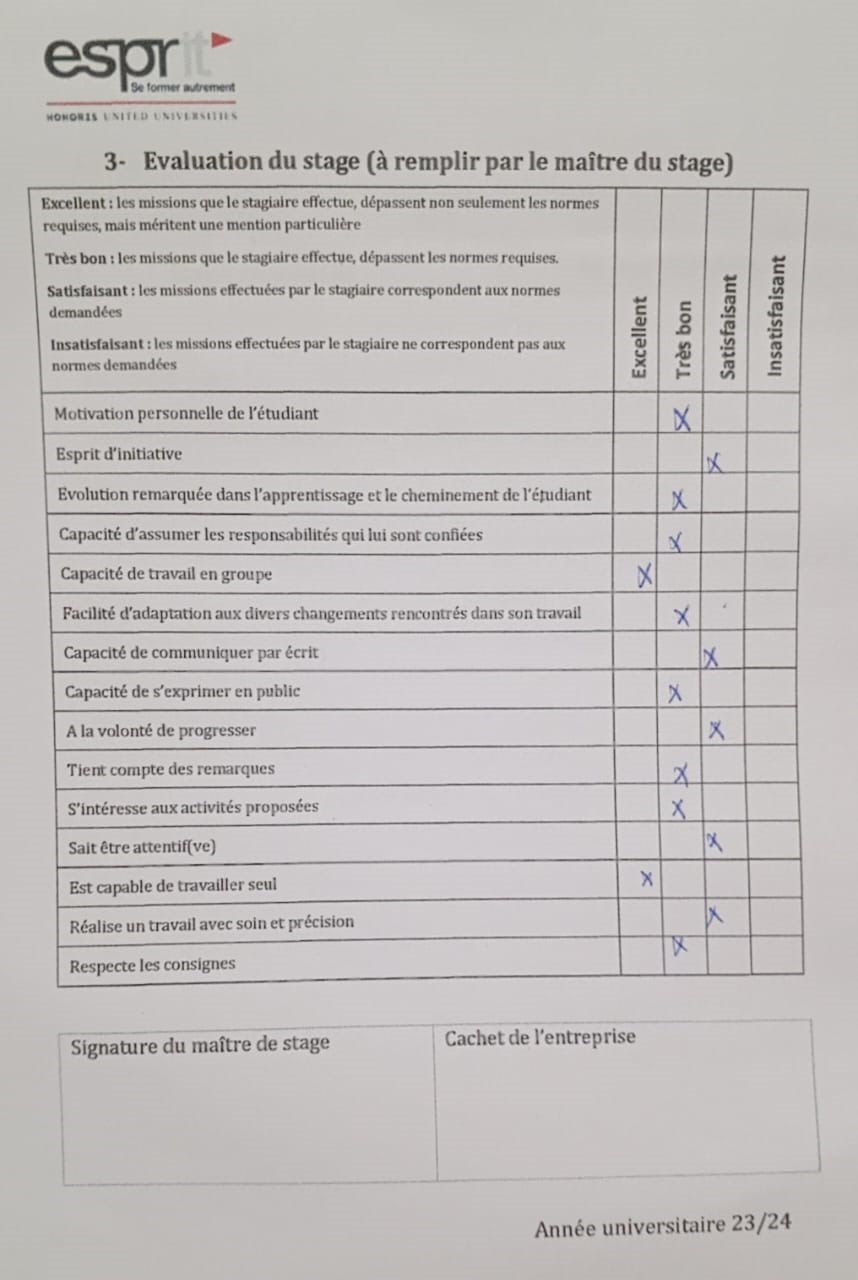 esprit
Se former autrement
HONORIS UNITED UNIVERSITIES
3- Evaluation du stage (à remplir par le maître du stage)
Excellent : les missions que le stagiaire effectue, dépassent non seulement les normes
requises, mais méritent une mention particulière
Très bon : les missions que le stagiaire effectue, dépassent les normes requises.
Satisfaisant : les missions effectuées par le stagiaire correspondent aux normes
demandées
Insatisfaisant : les missions effectuées par le stagiaire ne correspondent pas aux
normes demandées
Excellent
Très bon
Satisfaisant
Insatisfaisant
Motivation personnelle de l'étudiant X
Esprit d'initiative X
Evolution remarquée dans l'apprentissage et le cheminement de l'étudiant X
Capacité d'assumer les responsabilités qui lui sont confiées X
Capacité de travail en groupe X
Facilité d'adaptation aux divers changements rencontrés dans son travail X
Capacité de communiquer par écrit X
Capacité de s'exprimer en public X
A la volonté de progresser X
Tient compte des remarques X
S'intéresse aux activités proposées X
Sait être attentif(ve) X
Est capable de travailler seul X
Réalise un travail avec soin et précision X
Respecte les consignes X
Signature du maître de stage
Cachet de l'entreprise
Année universitaire 23/24